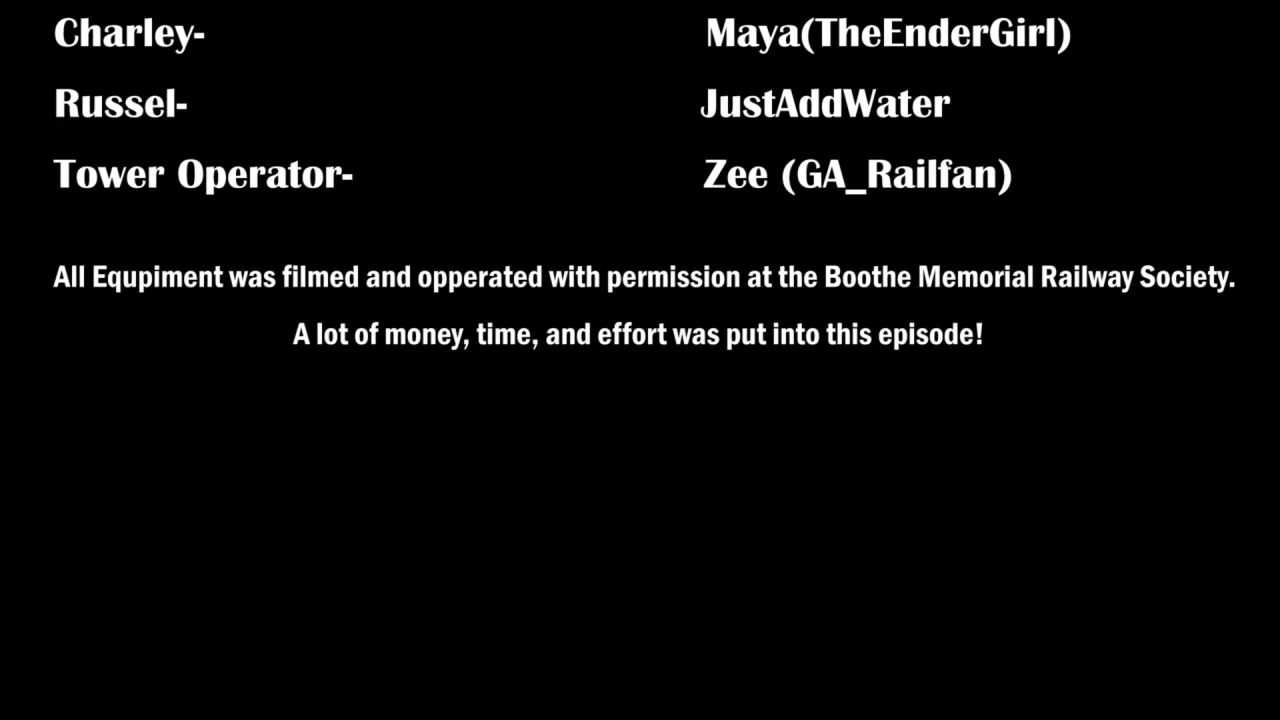 Charley- Maya(TheEnderGirl)
Russel- JustAddWater
Tower Operator- Zee (GA_Railfan)
All Equpiment was filmed and opperated with permission at the Boothe Memorial Railway Society.
A lot of money, time, and effort was put into this episode!